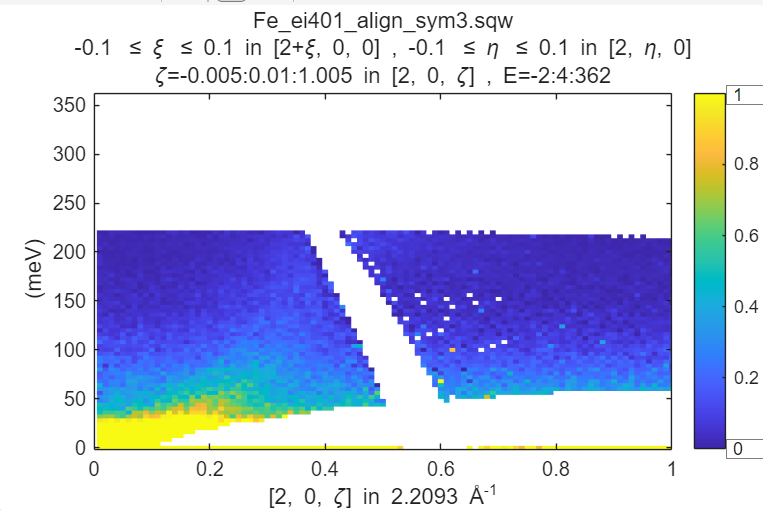 Fe_ei401_align_sym3.sqw
-0.1 ≤ ξ ≤ 0.1 in [2+ξ, 0, 0] , -0.1 ≤ η ≤ 0.1 in [2, η, 0]
ζ=-0.005:0.01:1.005 in [2, 0, ζ] , E=-2:4:362
350
300
250
200
150
100
50
0
(meV)
0 0.2 0.4 0.6 0.8 1
[2, 0, ζ] in 2.2093 Å-1
1
0.8
0.6
0.4
0.2
0